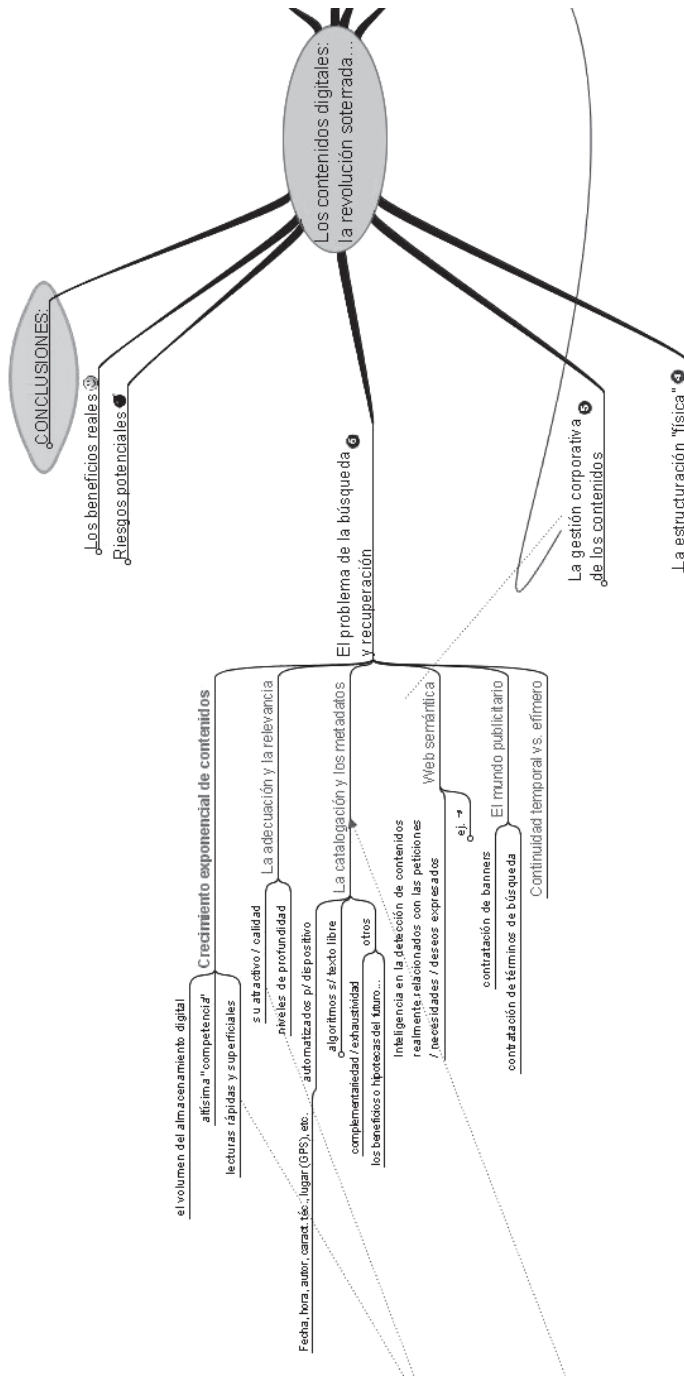 Los contenidos digitales:
la revolución soterrada...
CONCLUSIONES:
Los beneficios reales
Riesgos potenciales
El problema de la búsqueda 6
y recuperación
Crecimiento exponencial de contenidos
el volumen del almacenamiento digital
altísima "competencia"
lecturas rápidas y superficiales
La adecuación y la relevancia
su atractivo / calidad
niveles de profundidad
La catalogación y los metadatos
automatizados p/ dispositivo
Fecha, hora, autor, caract. téc., lugar (GPS), etc.
algoritmos s/ texto libre
otros
complementariedad / exhaustividad
los beneficios o hipotecas del futuro...
Web semántica
Inteligencia en la detección de contenidos
realmente relacionados con las peticiones
/ necesidades / deseos expresados
ej.
El mundo publicitario
contratación de banners
contratación de términos de búsqueda
Continuidad temporal vs. efímero
La gestión corporativa 5
de los contenidos
La estructuración "física" 4